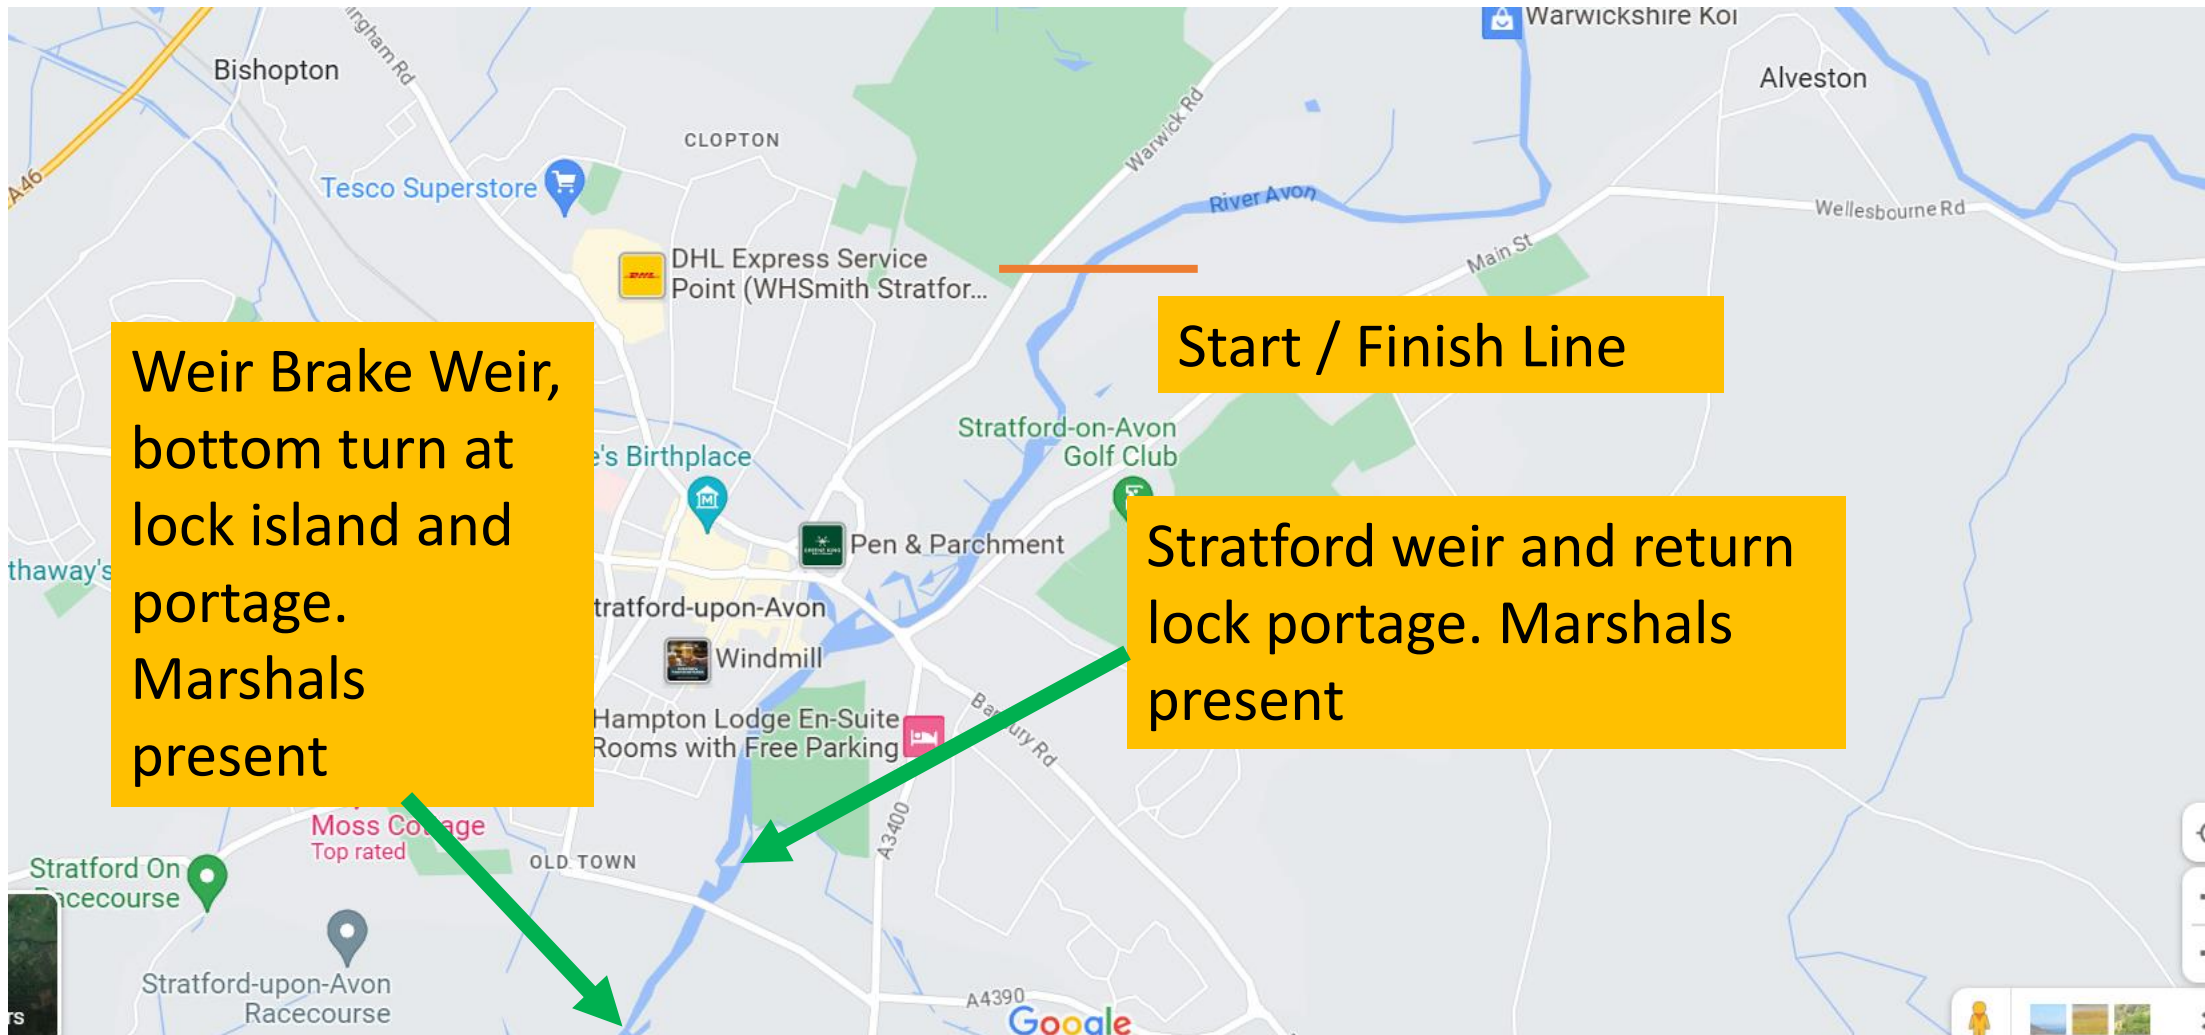 Warwickshire Koi
ngham Rd
Bishopton
Alveston
CLOPTON
Warwick Rd
A46
Tesco Superstore
River Avon
Wellesbourne Rd
Main St
DHL Express Service
Point (WHSmith Stratfor...
Start / Finish Line
Weir Brake Weir,
bottom turn at
lock island and
portage.
Marshals
present
Stratford-on-Avon
Golf Club
e's Birthplace
Pen & Parchment
Stratford weir and return
lock portage. Marshals
present
thaway's
tratford-upon-Avon
Windmill
Hampton Lodge En-Suite
Rooms with Free Parking
Banbury Rd
A3400
Moss Cottage
Top rated
OLD TOWN
Stratford On
acecourse
Stratford-upon-Avon
Racecourse
A4390
Google
rs